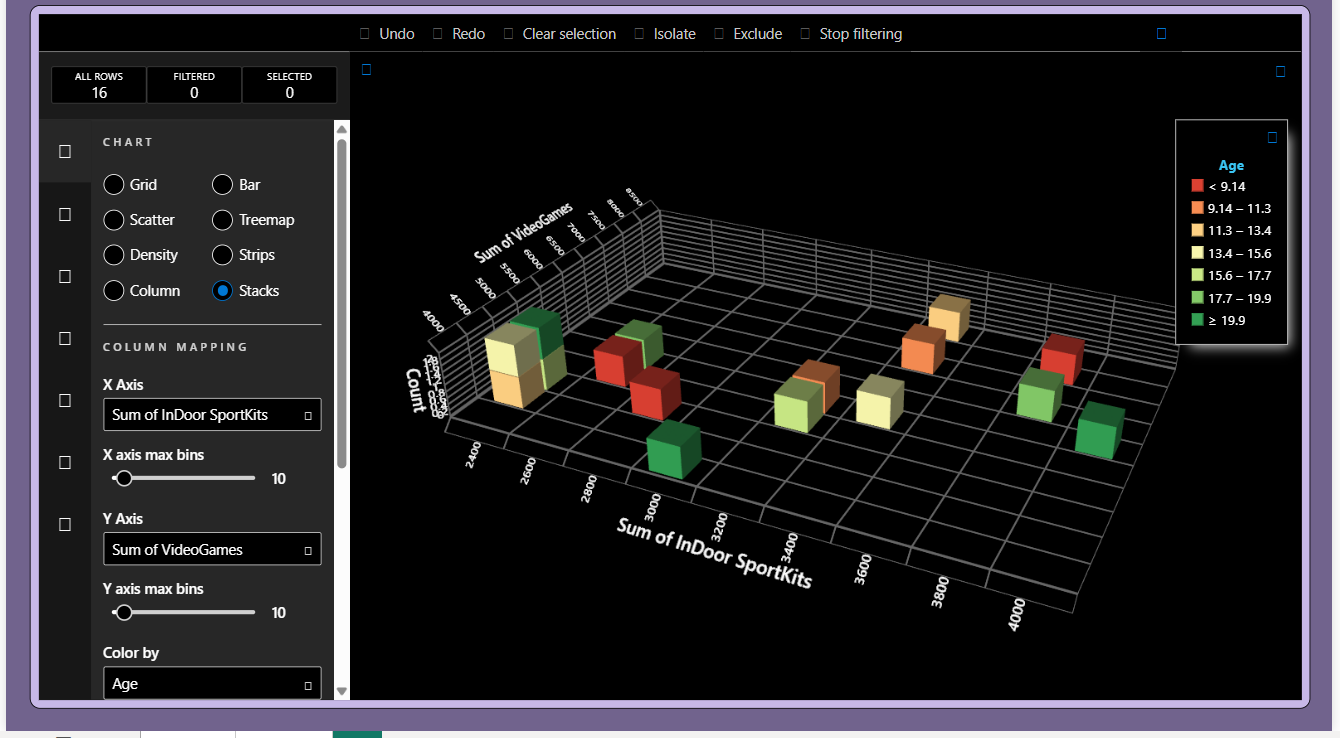 Undo Redo Clear selection Isolate Exclude Stop filtering
ALL ROWS FILTERED SELECTED
16 0 0
CHART
Grid Bar
Scatter Treemap
Density Strips
Column Stacks
COLUMN MAPPING
X Axis
Sum of InDoor SportKits
X axis max bins
10
Y Axis
Sum of VideoGames
Y axis max bins
10
Color by
Age
Sum of VideoGames
4000
4500
5000
5500
6000
6500
7000
7500
8000
8500
Count
2400
2600
2800
3000
3200
3400
3600
3800
4000
Sum of InDoor SportKits
Age
< 9.14
9.14 – 11.3
11.3 – 13.4
13.4 – 15.6
15.6 – 17.7
17.7 – 19.9
≥ 19.9